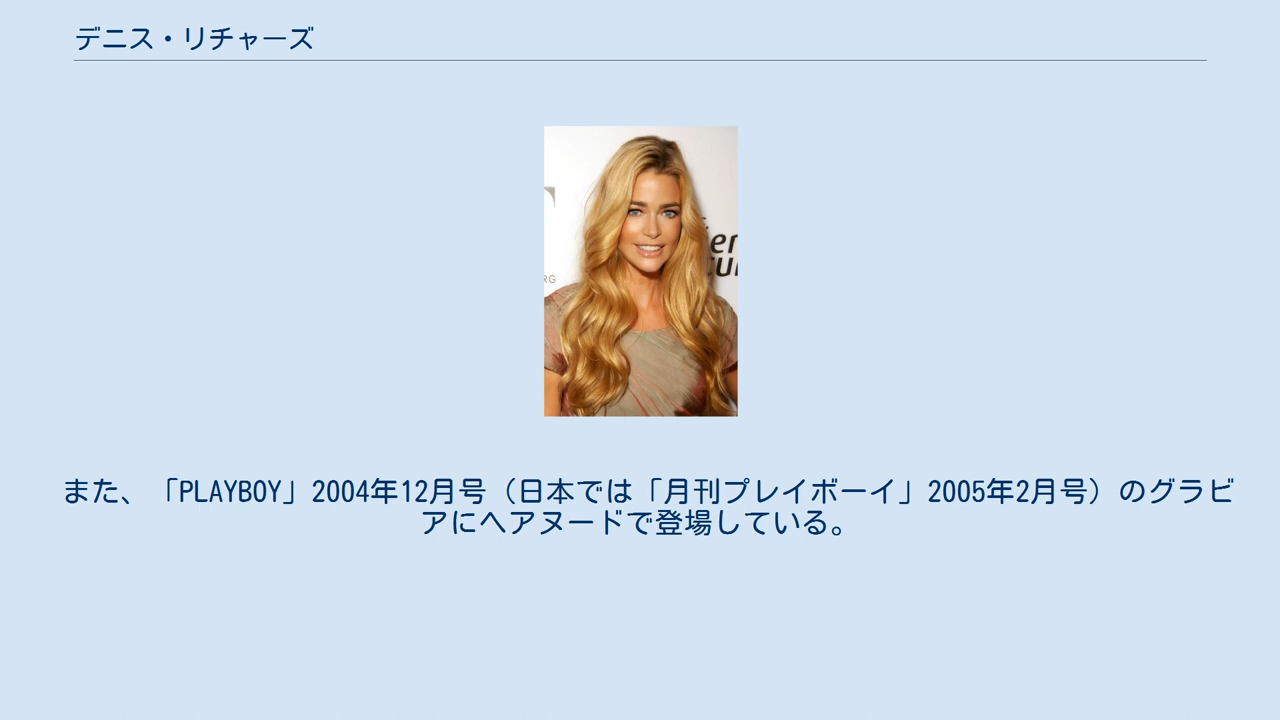 デニス・リチャーズ
RG
er
cu
また、「PLAYBOY」2004年12月号（日本では「月刊プレイボーイ」2005年2月号）のグラビ
アにヘアヌードで登場している。